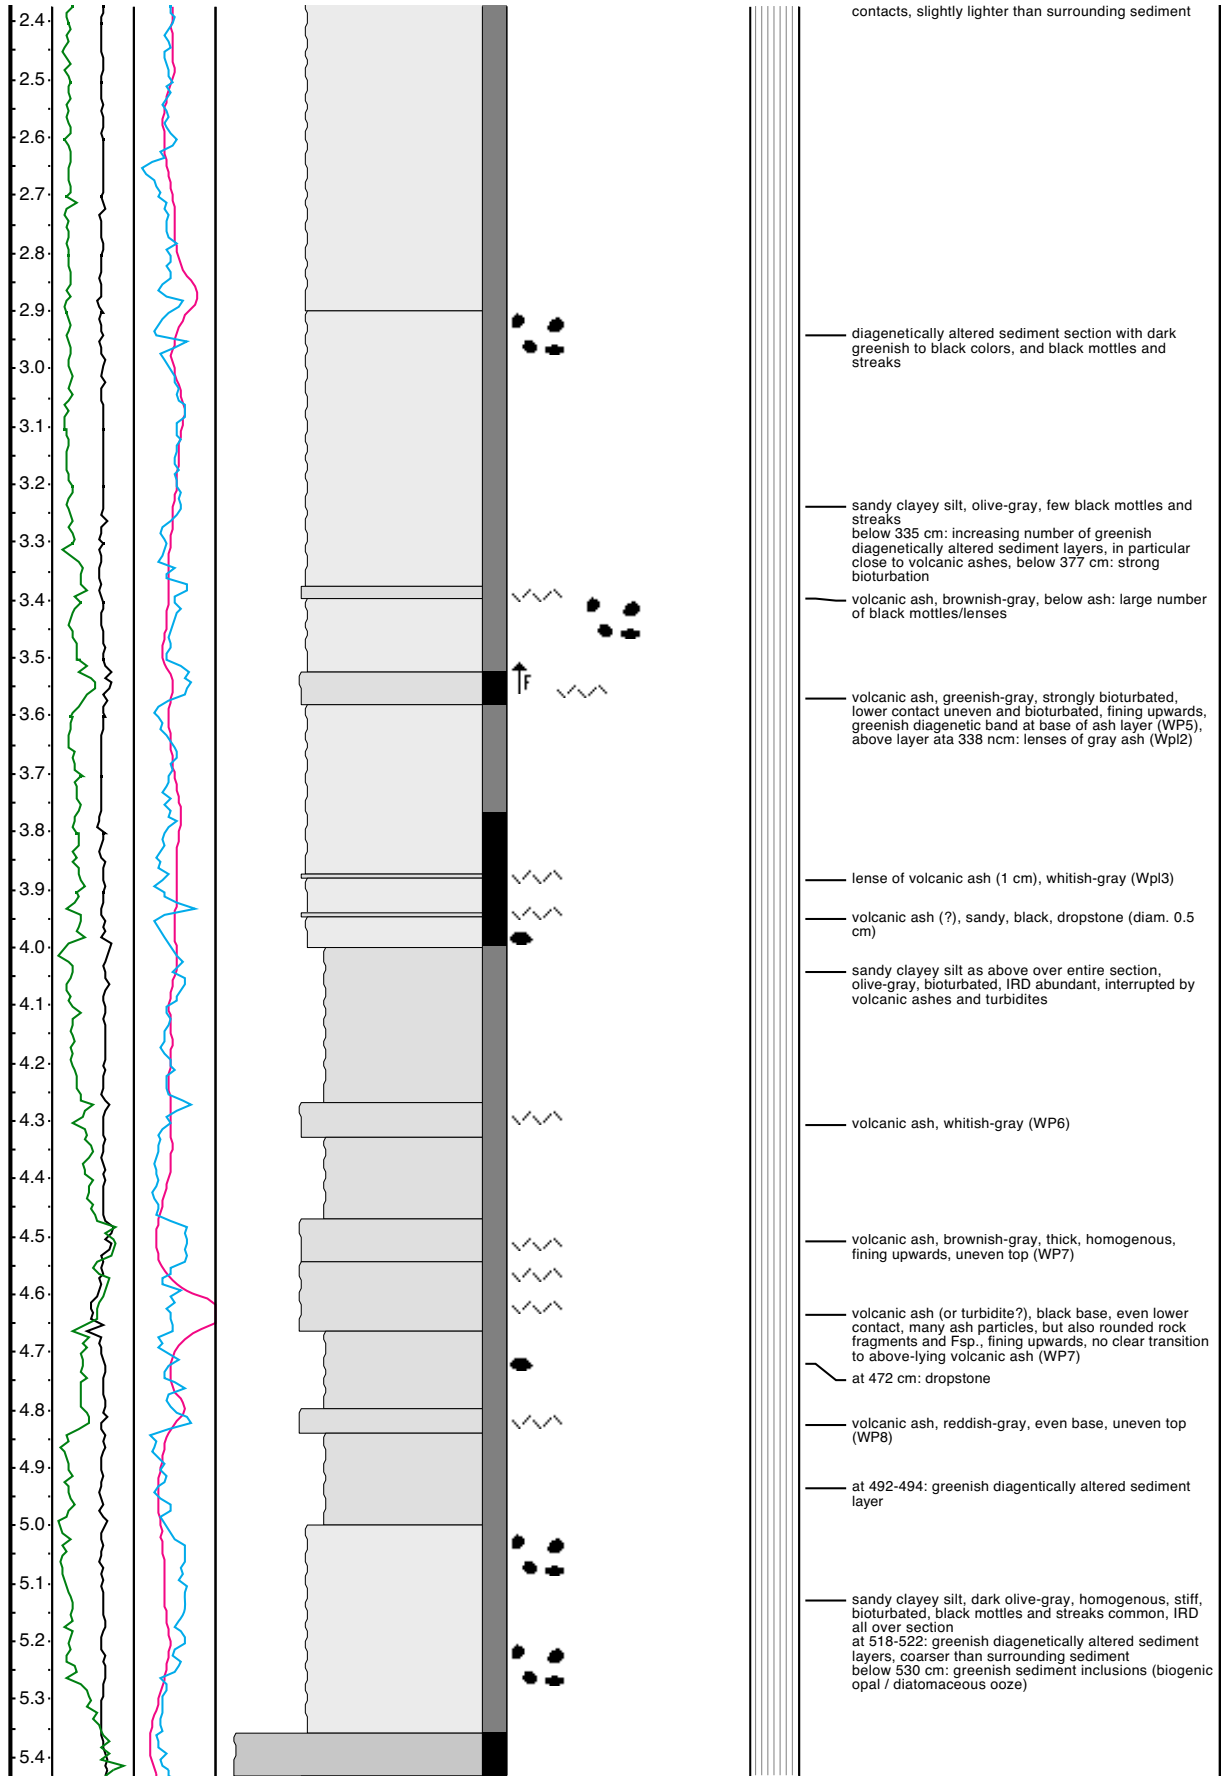 contacts, slightly lighter than surrounding sediment
2.4
2.5
2.6
2.7
2.8
2.9
diagenetically altered sediment section with dark
greenish to black colors, and black mottles and
streaks
3.0
3.1
3.2
sandy clayey silt, olive-gray, few black mottles and
streaks
below 335 cm: increasing number of greenish
diagenetically altered sediment layers, in particular
close to volcanic ashes, below 377 cm: strong
bioturbation
3.3
3.4
volcanic ash, brownish-gray, below ash: large number
of black mottles/lenses
3.5
F
volcanic ash, greenish-gray, strongly bioturbated,
lower contact uneven and bioturbated, fining upwards,
greenish diagenetic band at base of ash layer (WP5),
above layer ata 338 ncm: lenses of gray ash (Wpl2)
3.6
3.7
3.8
3.9
lense of volcanic ash (1 cm), whitish-gray (Wpl3)
volcanic ash (?), sandy, black, dropstone (diam. 0.5
cm)
4.0
sandy clayey silt as above over entire section,
olive-gray, bioturbated, IRD abundant, interrupted by
volcanic ashes and turbidites
4.1
4.2
4.3
volcanic ash, whitish-gray (WP6)
4.4
4.5
volcanic ash, brownish-gray, thick, homogenous,
fining upwards, uneven top (WP7)
4.6
volcanic ash (or turbidite?), black base, even lower
contact, many ash particles, but also rounded rock
fragments and Fsp., fining upwards, no clear transition
to above-lying volcanic ash (WP7)
4.7
at 472 cm: dropstone
4.8
volcanic ash, reddish-gray, even base, uneven top
(WP8)
4.9
at 492-494: greenish diagentically altered sediment
layer
5.0
5.1
sandy clayey silt, dark olive-gray, homogenous, stiff,
bioturbated, black mottles and streaks common, IRD
all over section
at 518-522: greenish diagenetically altered sediment
layers, coarser than surrounding sediment
below 530 cm: greenish sediment inclusions (biogenic
opal / diatomaceous ooze)
5.2
5.3
5.4